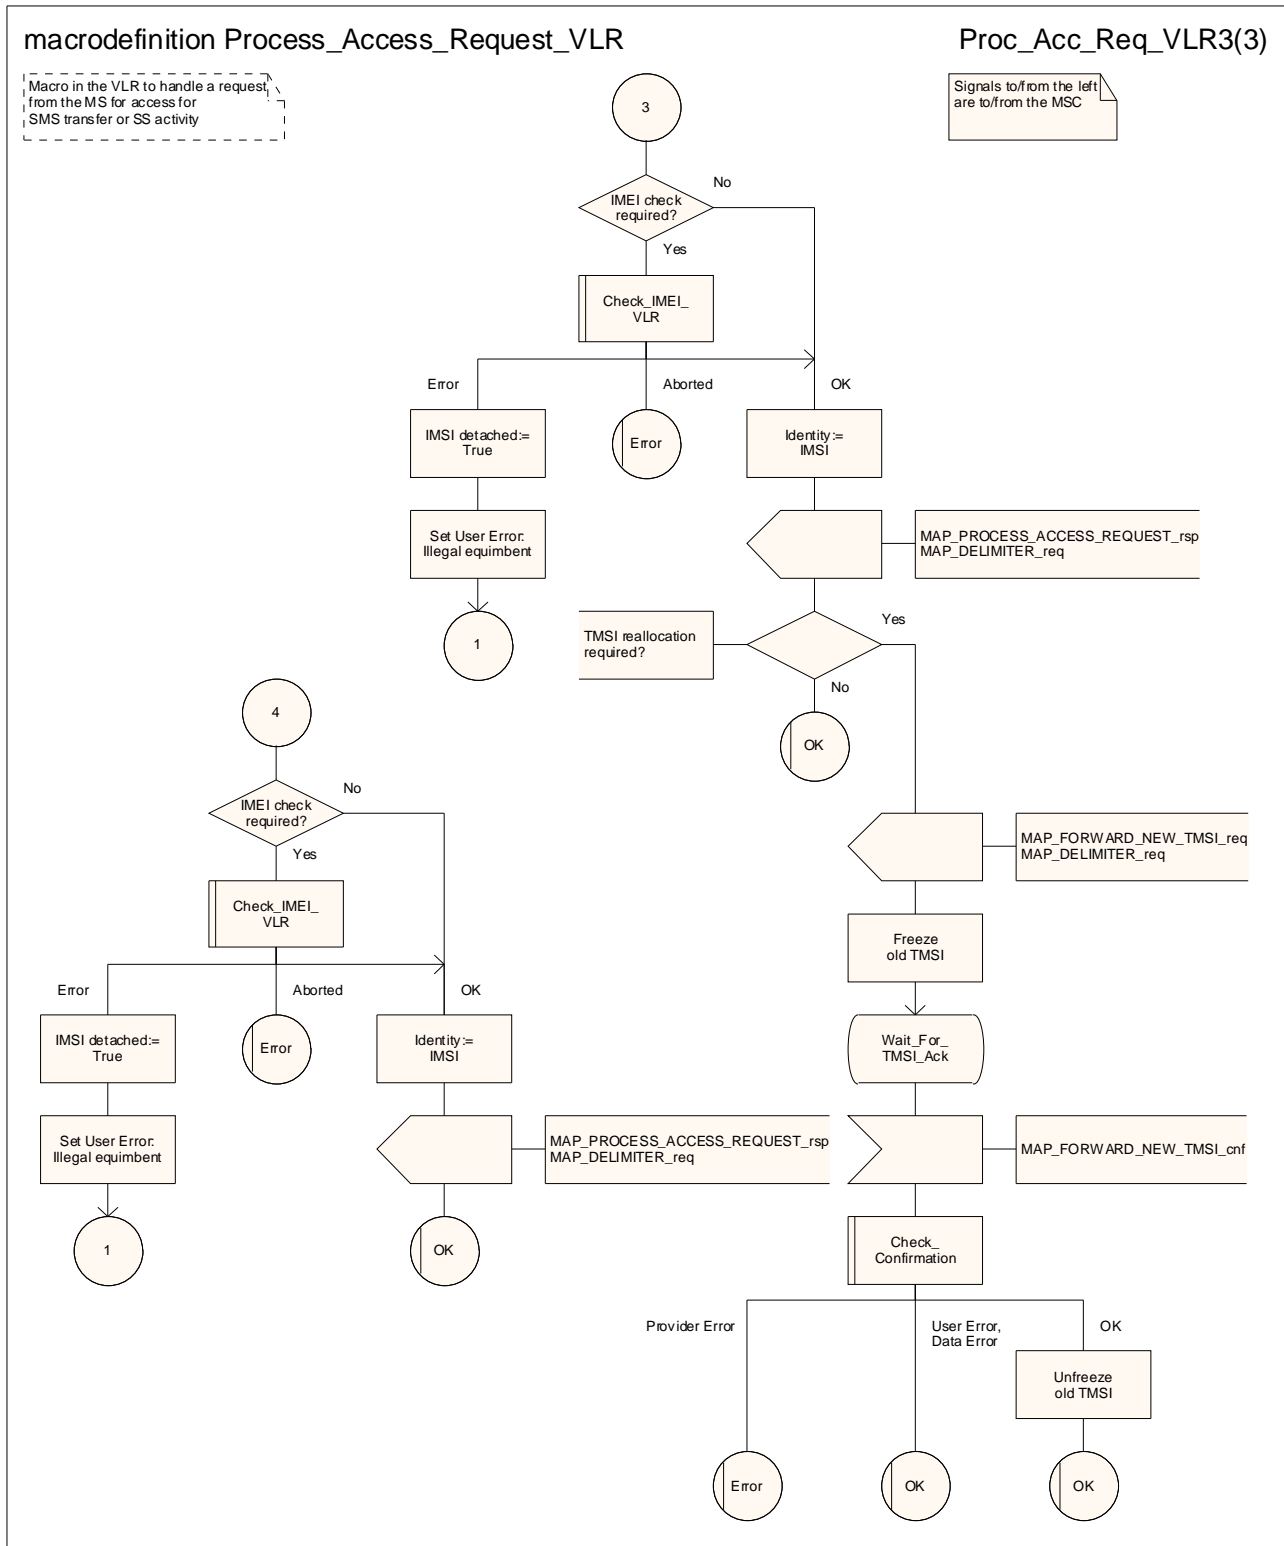 macrodefinition Process_Access_Request_VLR
Proc_Acc_Req_VLR3(3)
Macro in the VLR to handle a request
from the MS for access for
SMS transfer or SS activity
Signals to/from the left
are to/from the MSC
3
IMEI check
required?
No
Yes
Check_IMEI_
VLR
Error
Aborted
OK
IMSI detached:=
True
Error
Identity:=
IMSI
Set User Error:
Illegal equimbent
MAP_PROCESS_ACCESS_REQUEST_rsp
MAP_DELIMITER_req
1
TMSI reallocation
required?
Yes
No
OK
4
IMEI check
required?
No
Yes
Check_IMEI_
VLR
Error
Aborted
OK
IMSI detached:=
True
Error
Identity:=
IMSI
Set User Error:
Illegal equimbent
MAP_PROCESS_ACCESS_REQUEST_rsp
MAP_DELIMITER_req
1
OK
MAP_FORWARD_NEW_TMSI_req
MAP_DELIMITER_req
Freeze
old TMSI
Wait_For_
TMSI_Ack
MAP_FORWARD_NEW_TMSI_cnf
Check_
Confirmation
Provider Error
User Error,
Data Error
OK
Unfreeze
old TMSI
Error
OK
OK